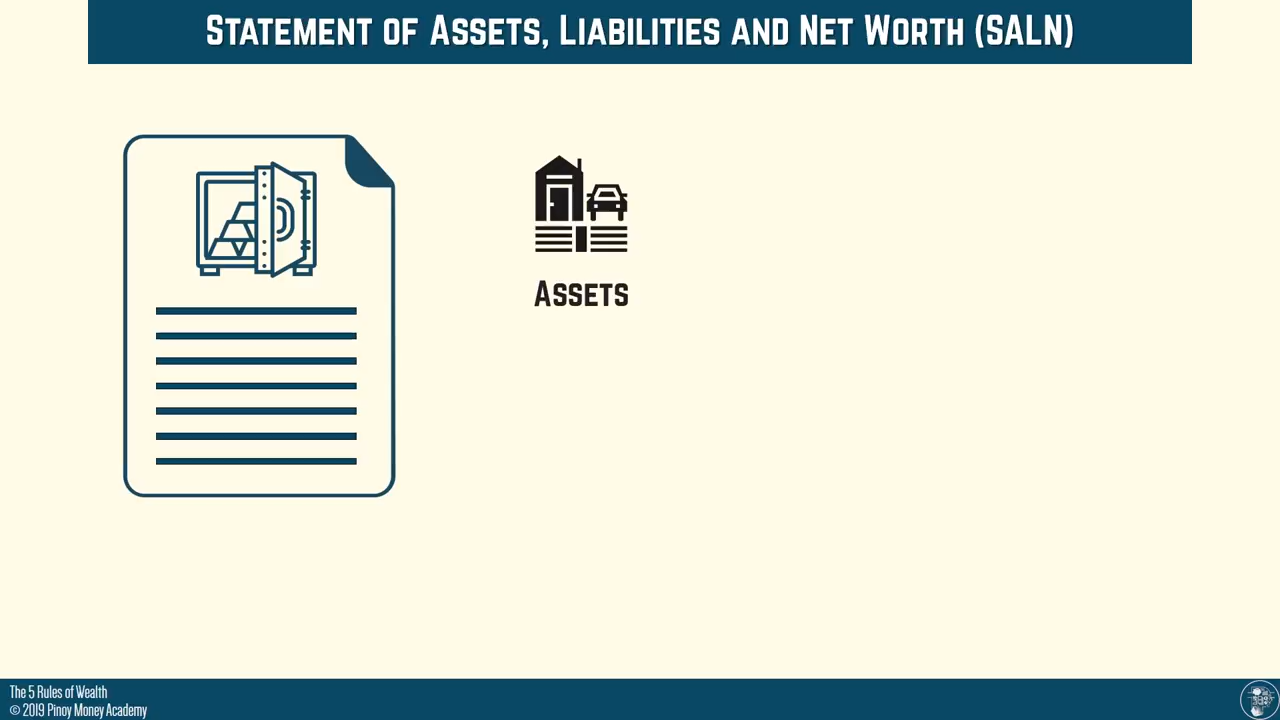 Statement of Assets, Liabilities and Net Worth (SALN)
Assets
The 5 Rules of Wealth
© 2019 Pinoy Money Academy